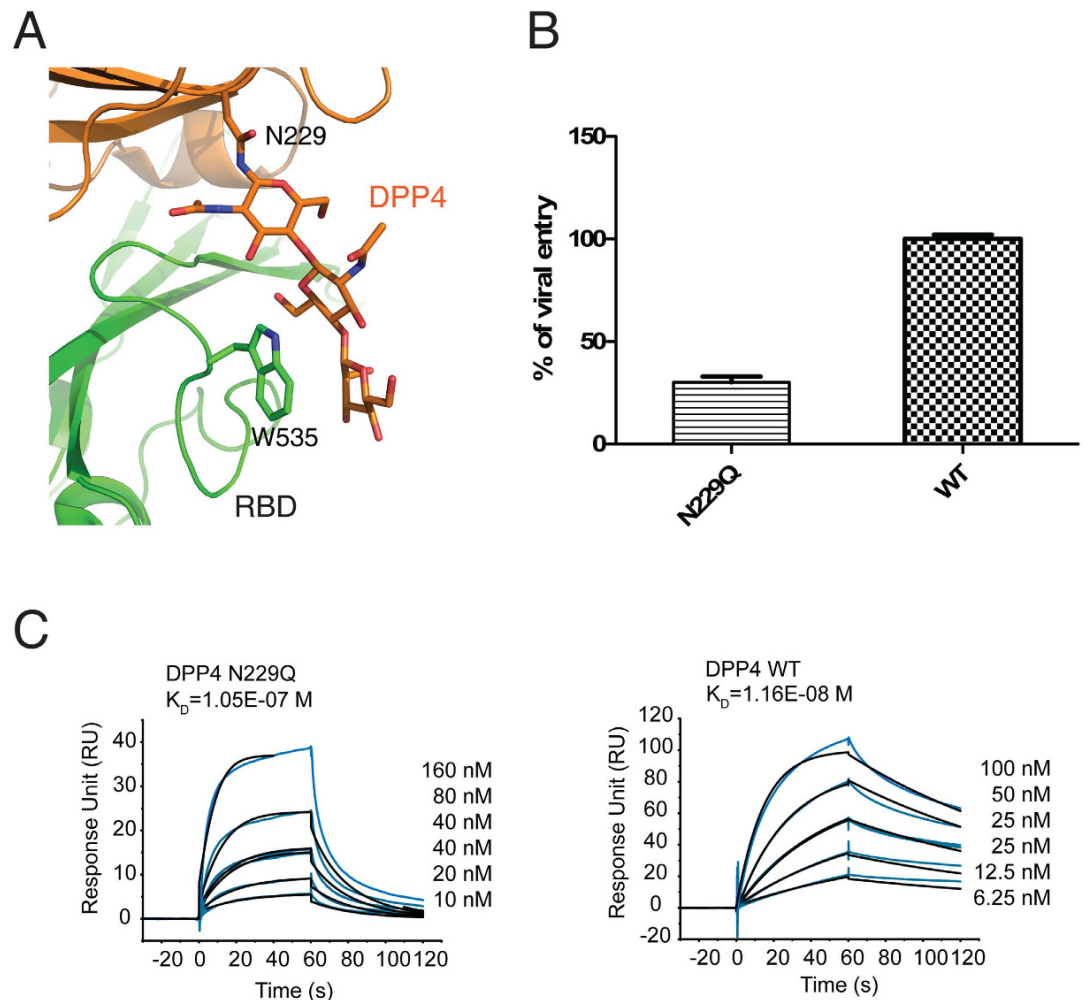 A
N229
DPP4
W535
RBD
B
% of viral entry
150
100
50
0
N229Q
WT
C
DPP4 N229Q
K_D=1.05E-07 M
Response Unit (RU)
40
30
20
10
0
160 nM
80 nM
40 nM
40 nM
20 nM
10 nM
-20 0 20 40 60 80 100 120
Time (s)
DPP4 WT
K_D=1.16E-08 M
Response Unit (RU)
120
100
80
60
40
20
0
-20
100 nM
50 nM
25 nM
25 nM
12.5 nM
6.25 nM
-20 0 20 40 60 80 100 120
Time (s)